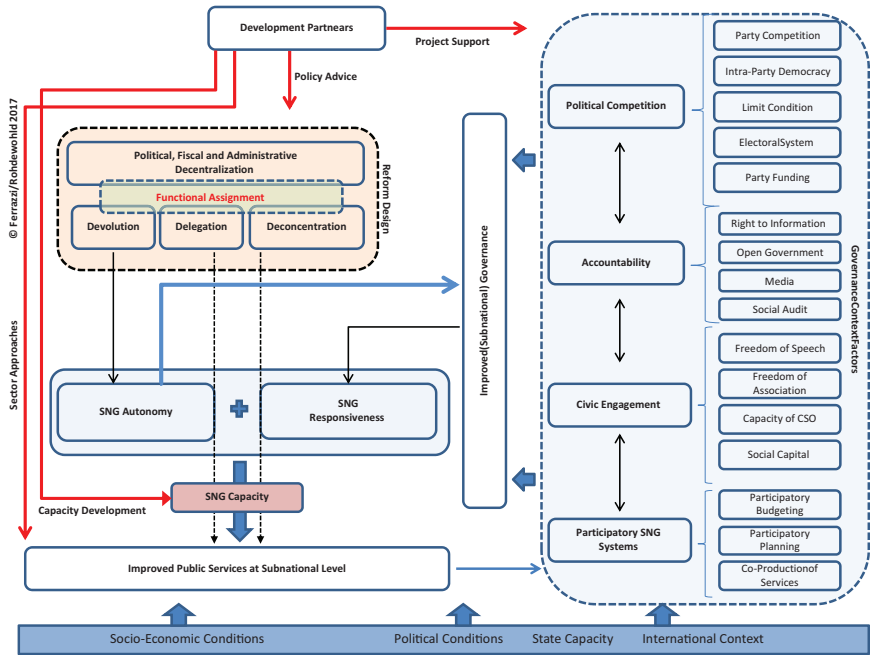 Development Partnears
Project Support
Policy Advice
© Ferrazzi/Rohdewohld 2017
Sector Approaches
Capacity Development
Political, Fiscal and Administrative
Decentralization
Functional Assignment
Devolution
Delegation
Deconcentration
Reform Design
SNG Autonomy
SNG
Responsiveness
SNG Capacity
Improved Public Services at Subnational Level
Improved(Subnational) Governance
Political Competition
Accountability
Civic Engagement
Participatory SNG
Systems
Party Competition
Intra-Party Democracy
Limit Condition
ElectoralSystem
Party Funding
Right to Information
Open Government
Media
Social Audit
Freedom of Speech
Freedom of
Association
Capacity of CSO
Social Capital
Participatory
Budgeting
Participatory
Planning
Co-Productionof
Services
GovernanceContextFactors
Socio-Economic Conditions
Political Conditions
State Capacity
International Context